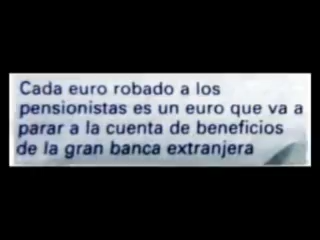 Cada euro robado a los
pensionistas es un euro que va a
parar a la cuenta de beneficios
de la gran banca extranjera